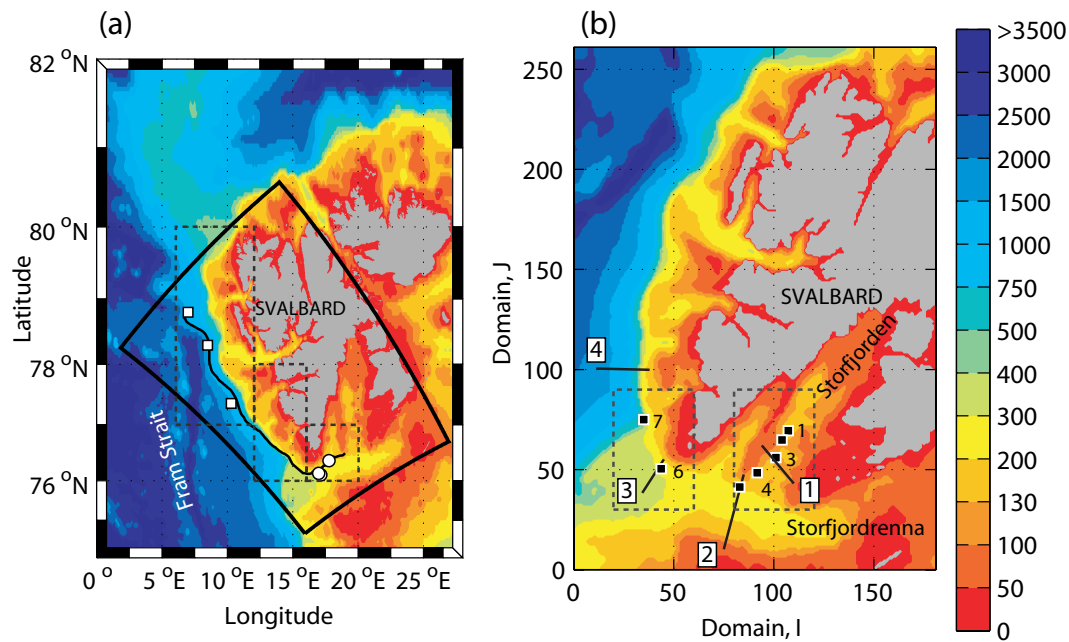 (a)
82 °N
80 °N
78 °N
76 °N
Latitude
SVALBARD
Fram Strait
0 °
5 °E
10 °E
15 °E
20 °E
25 °E
Longitude
(b)
250
200
150
100
50
0
Domain, J
SVALBARD
Storfjorden
4
7
6
3
1
3
4
1
2
Storfjordrenna
0
50
100
150
Domain, I
>3500
3000
2500
2000
1500
1000
750
500
400
300
200
130
100
50
0